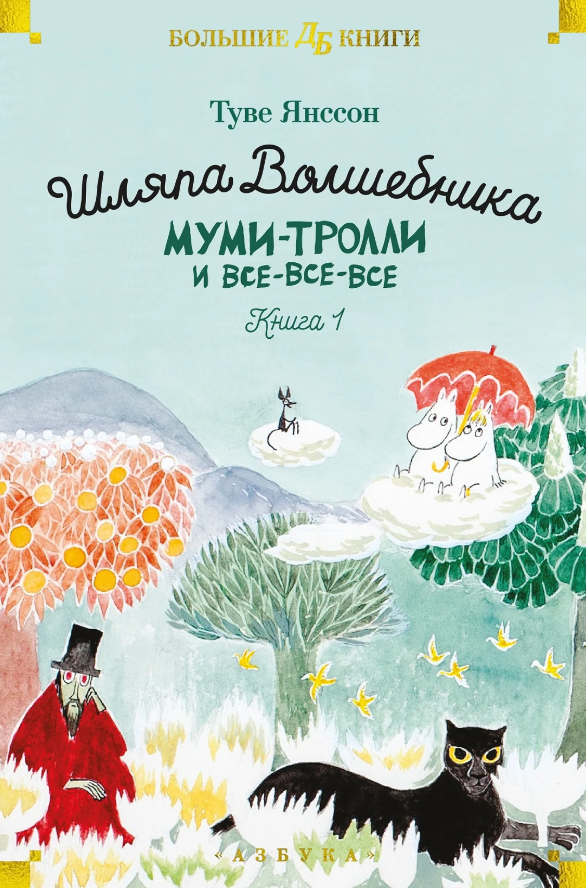 БОЛЬШИЕ ДБ КНИГИ
Туве Янссон
Шляпа Волшебника
МУМИ-ТРОЛЛИ
И ВСЕ-ВСЕ-ВСЕ
Книга 1
«АЗБУКА»